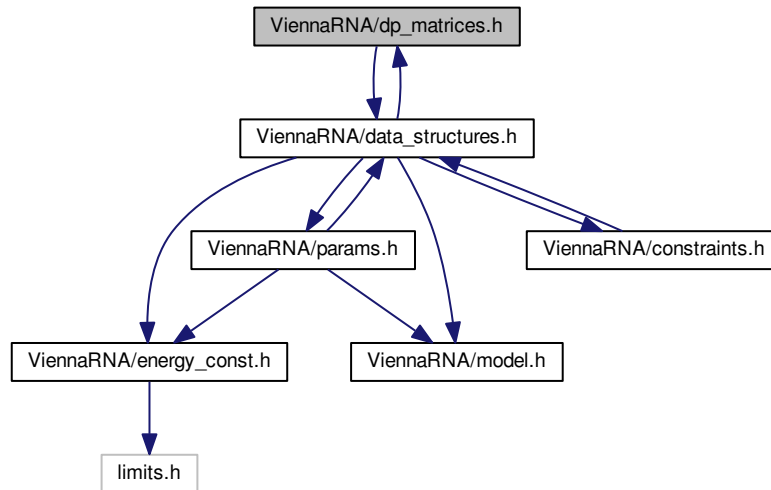 ViennaRNA/dp_matrices.h
ViennaRNA/data_structures.h
ViennaRNA/params.h
ViennaRNA/constraints.h
ViennaRNA/energy_const.h
ViennaRNA/model.h
limits.h